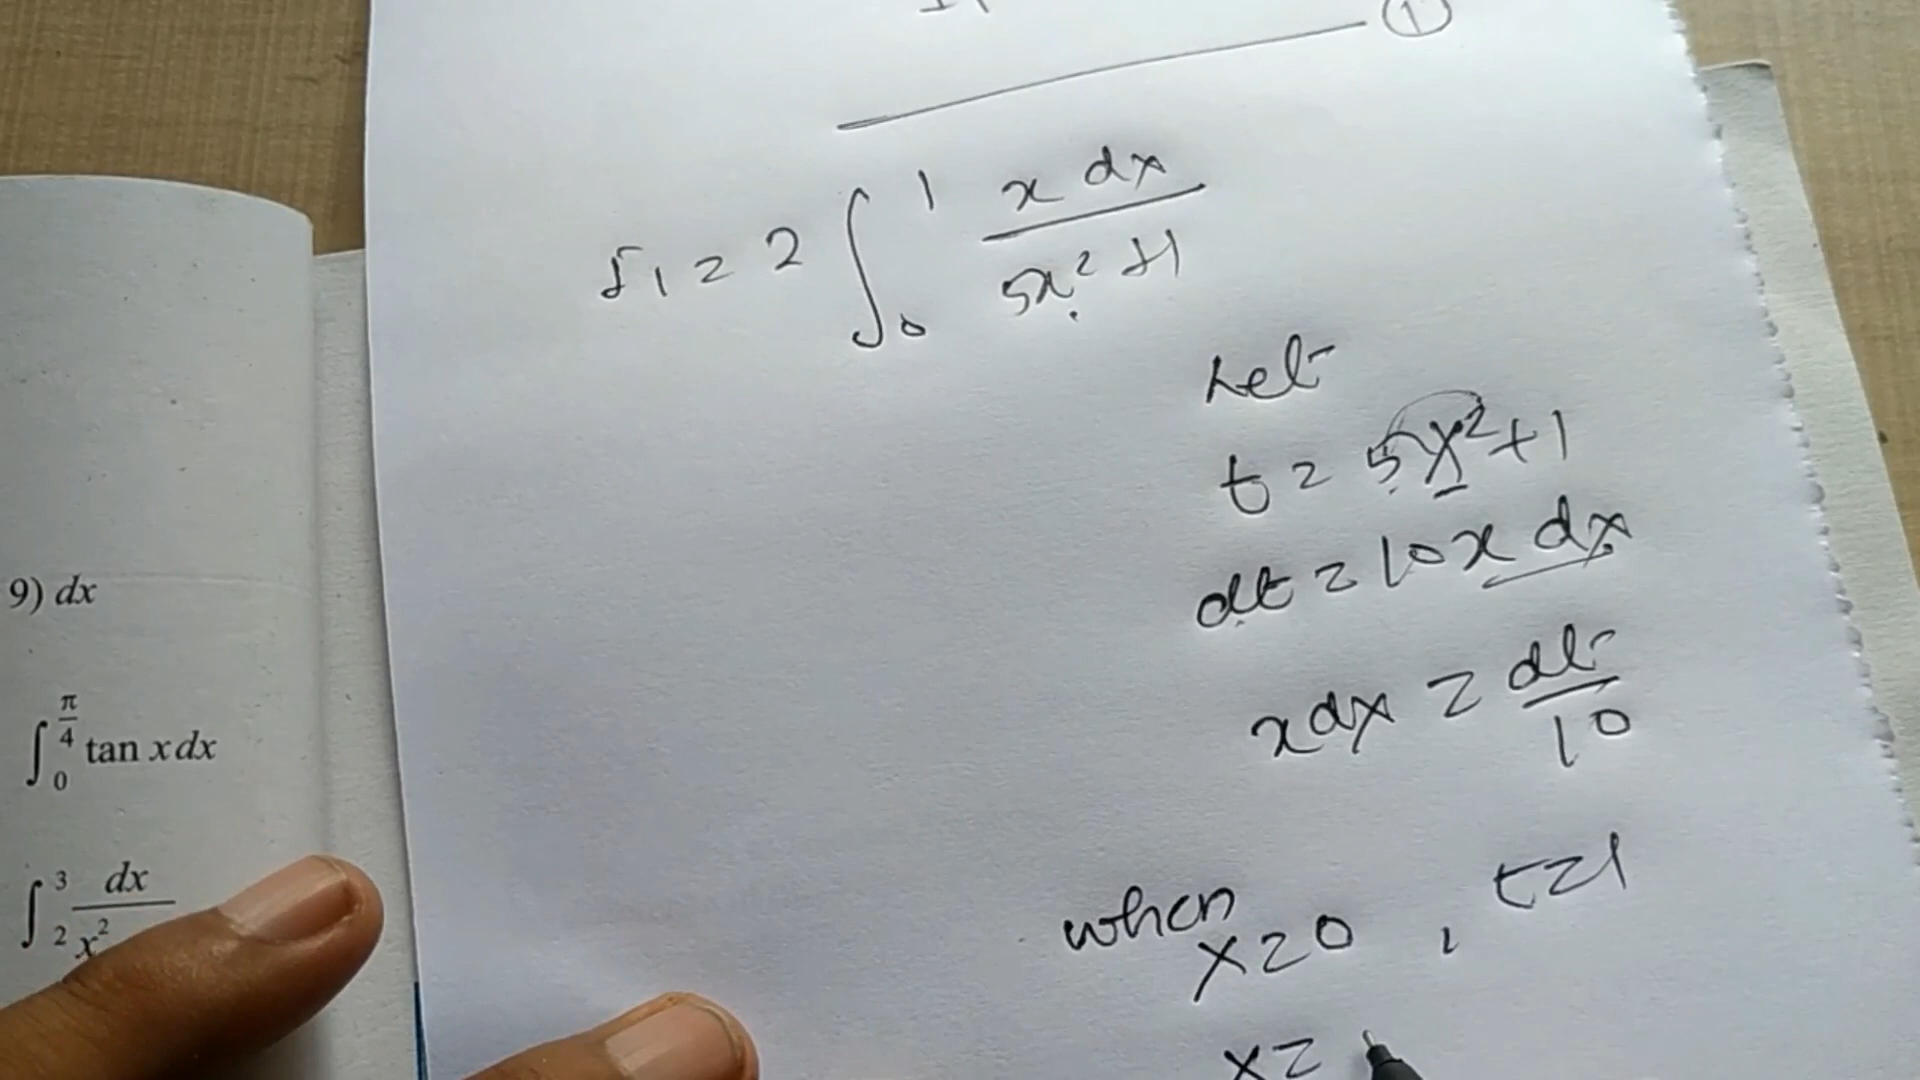 ①
I₁ = 2 ∫₀¹ x dx / 5x² + 1
Let
t = 5x² + 1
dt = 10x dx
x dx = dt / 10
when
x = 0 , t = 1
x =
9) dx
∫₀^(π/4) tan x dx
∫₂³ dx / x²